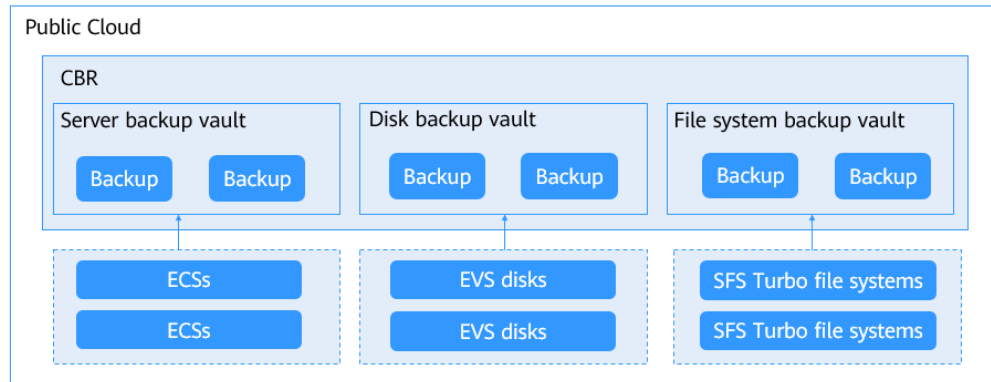 Public Cloud
CBR
Server backup vault
Backup
Backup
Disk backup vault
Backup
Backup
File system backup vault
Backup
Backup
ECSs
ECSs
EVS disks
EVS disks
SFS Turbo file systems
SFS Turbo file systems